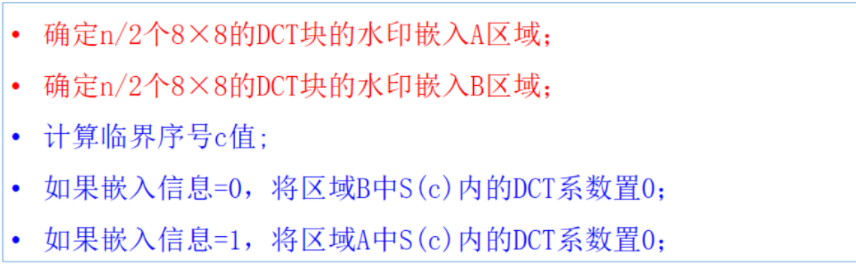 • 确定n/2个8×8的DCT块的水印嵌入A区域;
• 确定n/2个8×8的DCT块的水印嵌入B区域;
• 计算临界序号c值;
• 如果嵌入信息=0，将区域B中S(c)内的DCT系数置0;
• 如果嵌入信息=1，将区域A中S(c)内的DCT系数置0;